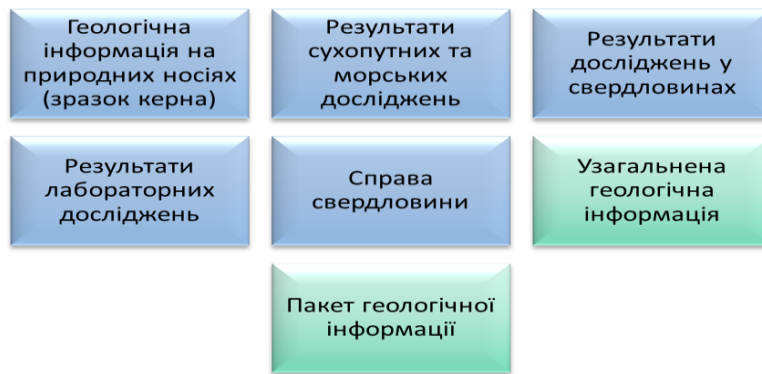 Геологічна
інформація на
природних носіях
(зразок керна)
Результати
сухопутних та
морських
досліджень
Результати
досліджень у
свердловинах
Результати
лабораторних
досліджень
Справа
свердловини
Узагальнена
геологічна
інформація
Пакет геологічної
інформації